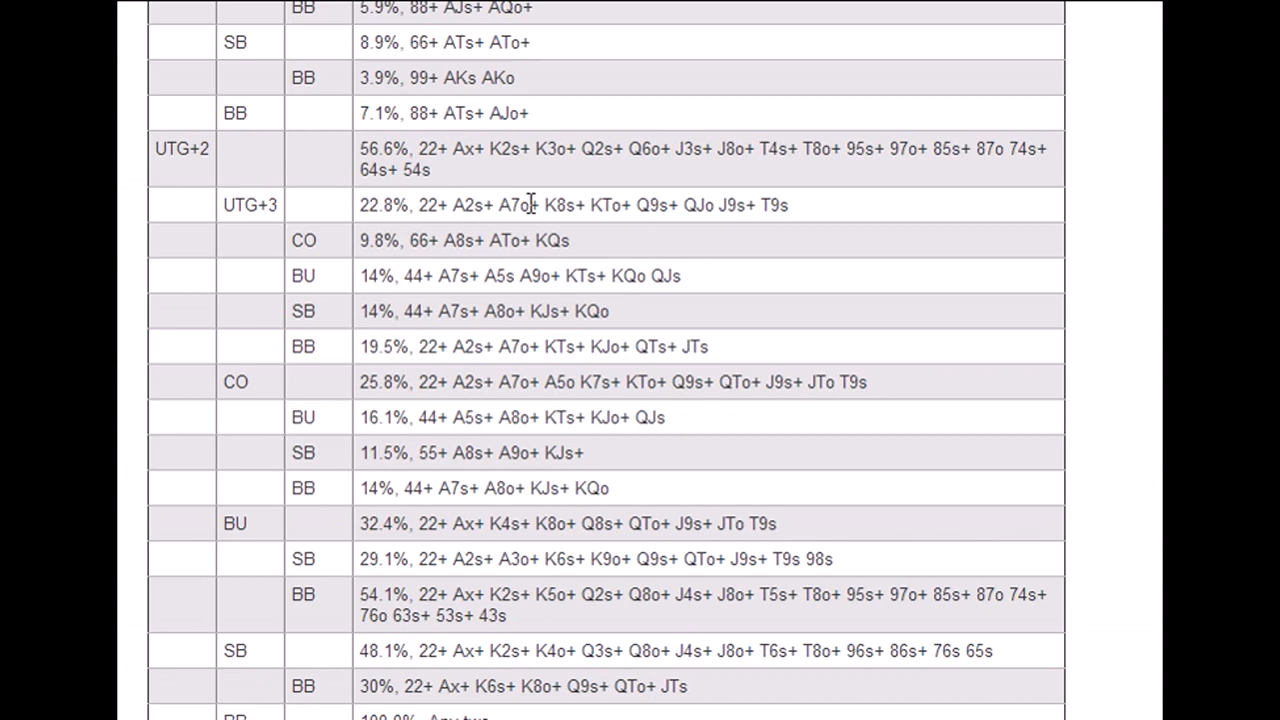 BB 5.9%, 88+ AJs+ AQo+
SB 8.9%, 66+ ATs+ ATo+
BB 3.9%, 99+ AKs AKo
BB 7.1%, 88+ ATs+ AJo+
UTG+2 56.6%, 22+ Ax+ K2s+ K3o+ Q2s+ Q6o+ J3s+ J8o+ T4s+ T8o+ 95s+ 97o+ 85s+ 87o 74s+
64s+ 54s
UTG+3 22.8%, 22+ A2s+ A7o+ K8s+ KTo+ Q9s+ QJo J9s+ T9s
CO 9.8%, 66+ A8s+ ATo+ KQs
BU 14%, 44+ A7s+ A5s A9o+ KTs+ KQo QJs
SB 14%, 44+ A7s+ A8o+ KJs+ KQo
BB 19.5%, 22+ A2s+ A7o+ KTs+ KJo+ QTs+ JTs
CO 25.8%, 22+ A2s+ A7o+ A5o K7s+ KTo+ Q9s+ QTo+ J9s+ JTo T9s
BU 16.1%, 44+ A5s+ A8o+ KTs+ KJo+ QJs
SB 11.5%, 55+ A8s+ A9o+ KJs+
BB 14%, 44+ A7s+ A8o+ KJs+ KQo
BU 32.4%, 22+ Ax+ K4s+ K8o+ Q8s+ QTo+ J9s+ JTo T9s
SB 29.1%, 22+ A2s+ A3o+ K6s+ K9o+ Q9s+ QTo+ J9s+ T9s 98s
BB 54.1%, 22+ Ax+ K2s+ K5o+ Q2s+ Q8o+ J4s+ J8o+ T5s+ T8o+ 95s+ 97o+ 85s+ 87o 74s+
76o 63s+ 53s+ 43s
SB 48.1%, 22+ Ax+ K2s+ K4o+ Q3s+ Q8o+ J4s+ J8o+ T6s+ T8o+ 96s+ 86s+ 76s 65s
BB 30%, 22+ Ax+ K6s+ K8o+ Q9s+ QTo+ JTs
BB 100.0%, Any two